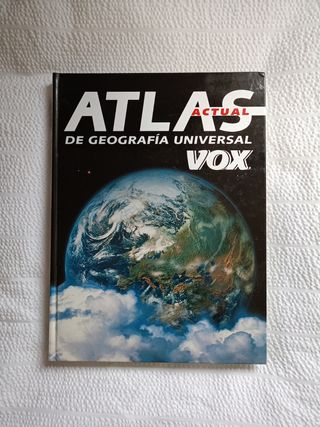 ATLAS
ACTUAL
DE GEOGRAFÍA UNIVERSAL
VOX